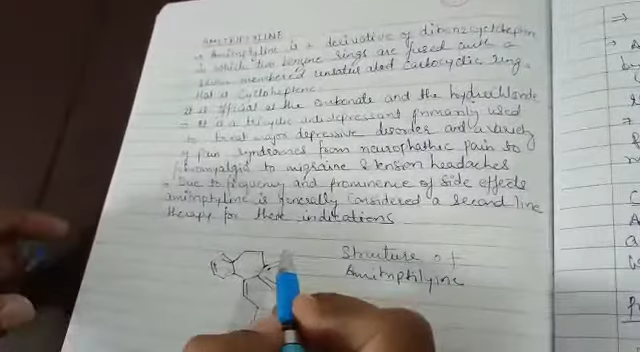 AMITRIPTYLINE
→ Amitriptyline is a derivative of dibenzcyclohepten
in which two benzene rings are fused with a
seven membered unsaturated carbocyclic ring
that is cycloheptene.
It is official as the embonate and the hydrochloride
→ It is a tricyclic antidepressant primarily used
to treat major depressive disorder and a variety
of pain syndromes from neuropathic pain to
fibromyalgia to migraine & tension headaches
→ Due to frequency and prominence of side effects
amitriptyline is generally considered a second line
therapy for these indications
Structure of
Amitriptilyine